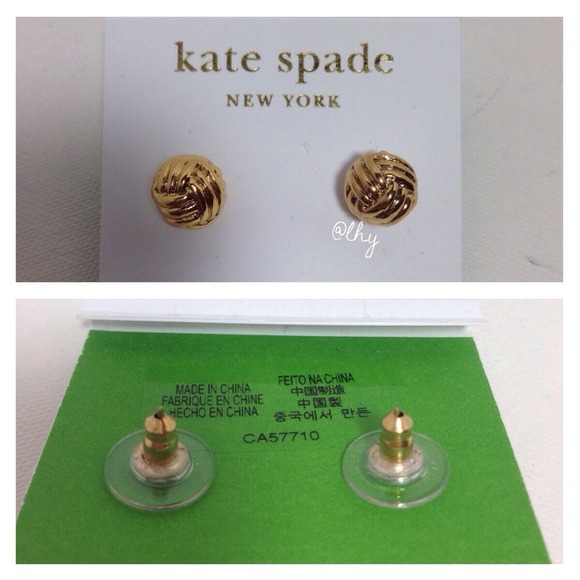 kate spade
NEW YORK
@lhy
MADE IN CHINA
FABRIQUE EN CHINE
HECHO EN CHINA
FEITO NA CHINA
中国制造
中国製
중국에서 만든
CA57710